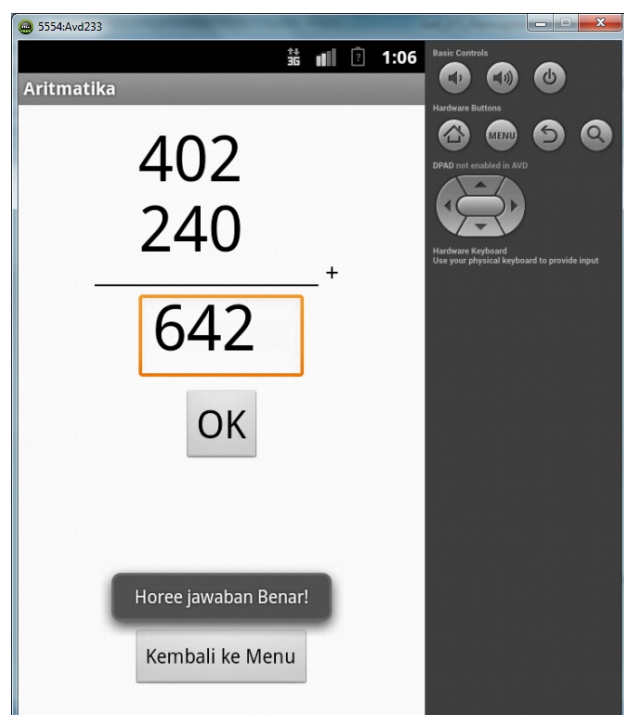 5554:Avd233
3G 1:06
Aritmatika
402
240
+
642
OK
Horee jawaban Benar!
Kembali ke Menu
Basic Controls
Hardware Buttons
MENU
DPAD not enabled in AVD
Hardware Keyboard
Use your physical keyboard to provide input